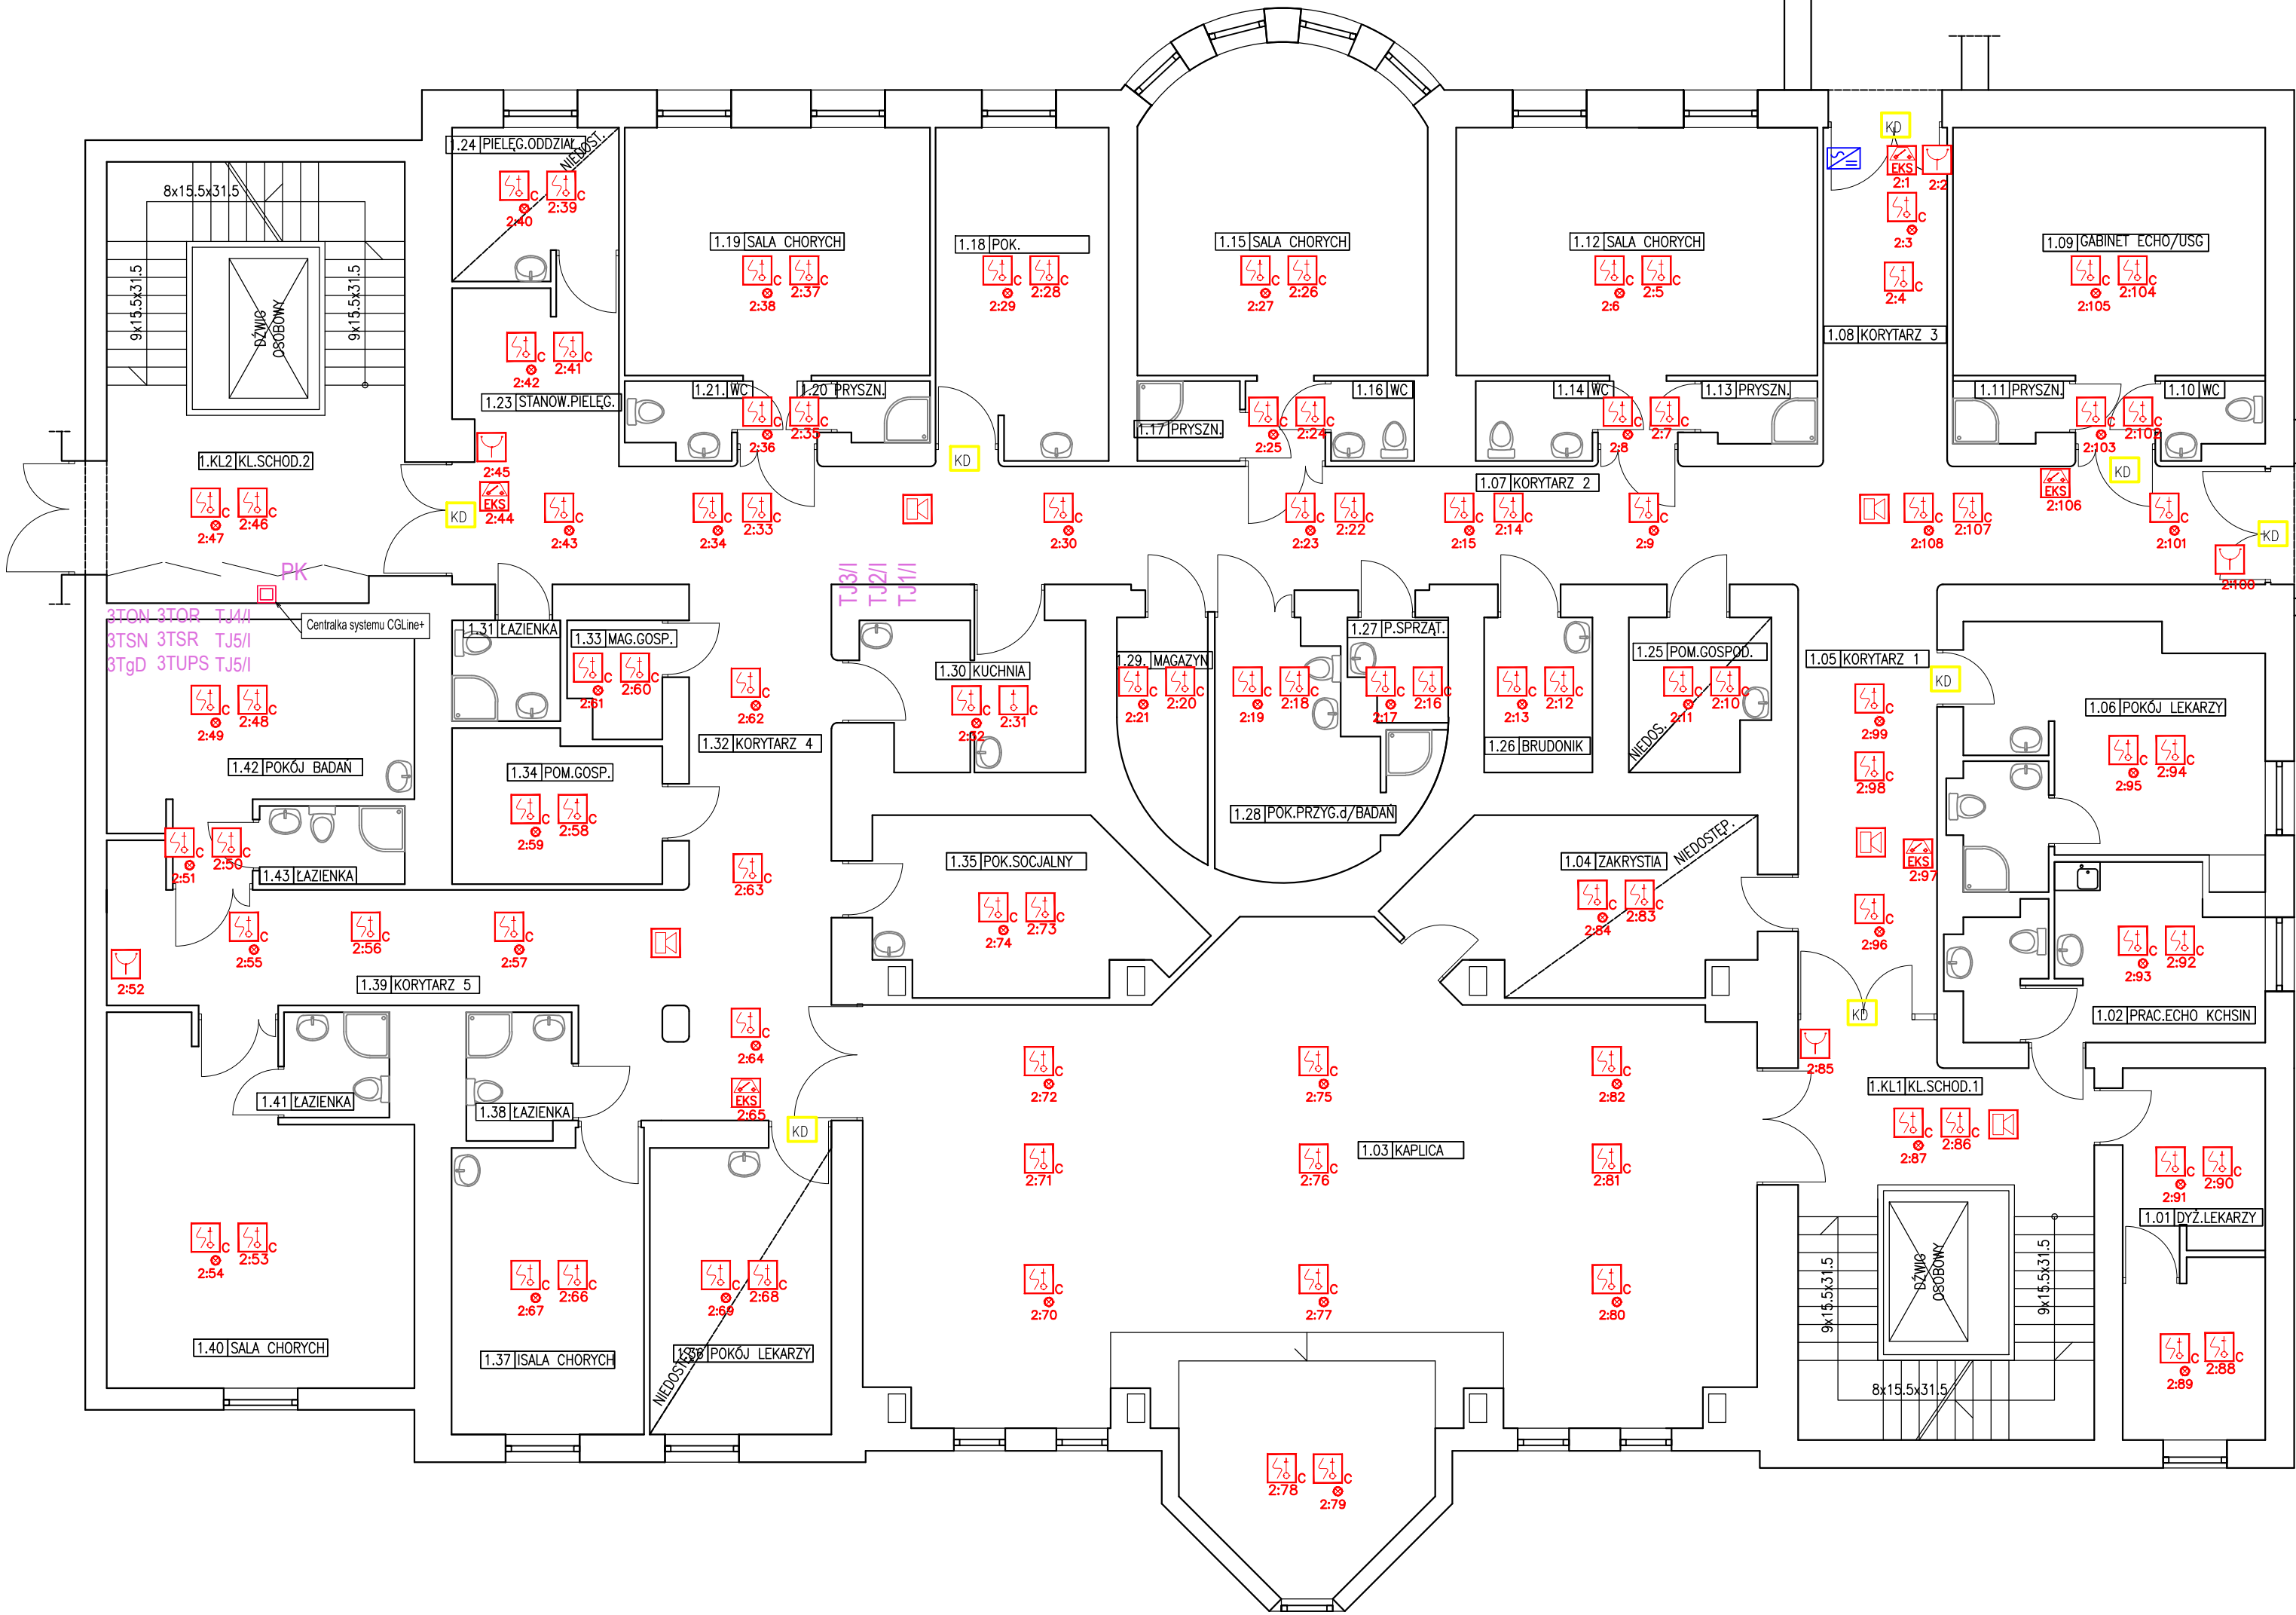 KD
EKS
2:1
2:2
2:3
2:4
1.24 PIELĘG.ODDZIAŁ.
NIEDOST.
2:40
2:39
8x15.5x31.5
9x15.5x31.5
9x15.5x31.5
DŹWIG
OSOBOWY
1.19 SALA CHORYCH
2:38
2:37
1.18 POK.
2:29
2:28
1.15 SALA CHORYCH
2:27
2:26
1.12 SALA CHORYCH
2:6
2:5
1.09 GABINET ECHO/USG
2:105
2:104
1.08 KORYTARZ 3
2:42
2:41
1.23 STANOW.PIELĘG.
1.21. WC
1.20 PRYSZN.
2:36
2:35
1.17 PRYSZN.
1.16 WC
2:25
2:24
1.14 WC
1.13 PRYSZN.
2:8
2:7
1.11 PRYSZN.
1.10 WC
2:103
2:102
1.KL2 KL.SCHOD.2
2:47
2:46
KD
2:45
EKS
2:44
2:43
2:34
2:33
KD
2:30
2:23
2:22
1.07 KORYTARZ 2
2:15
2:14
2:9
2:108
2:107
EKS
2:106
KD
2:101
KD
2:100
PK
Centralka systemu CGLine+
3TON 3TOR TJ4/I
3TSN 3TSR TJ5/I
3TgD 3TUPS TJ5/I
TJ3/I
TJ2/I
TJ1/I
1.31 ŁAZIENKA
1.33 MAG.GOSP.
2:61
2:60
2:62
1.32 KORYTARZ 4
1.30 KUCHNIA
2:32
2:31
1.29. MAGAZYN
2:21
2:20
2:19
2:18
1.27 P.SPRZĄT.
2:17
2:16
2:13
2:12
1.26 BRUDONIK
1.25 POM.GOSPOD.
2:11
2:10
NIEDOS.
1.05 KORYTARZ 1
KD
2:99
2:98
1.06 POKÓJ LEKARZY
2:95
2:94
2:49
2:48
1.42 POKÓJ BADAŃ
1.34 POM.GOSP.
2:59
2:58
1.28 POK.PRZYG.d/BADAŃ
2:51
2:50
1.43 ŁAZIENKA
2:63
1.35 POK.SOCJALNY
2:74
2:73
1.04 ZAKRYSTIA
NIEDOSTĘP.
2:84
2:83
EKS
2:97
2:96
2:93
2:92
1.02 PRAC.ECHO KCHSIN
2:52
2:55
2:56
2:57
1.39 KORYTARZ 5
2:64
EKS
2:65
KD
KD
2:85
1.41 ŁAZIENKA
1.38 ŁAZIENKA
2:72
2:75
2:82
1.KL1 KL.SCHOD.1
2:87
2:86
1.03 KAPLICA
2:71
2:76
2:81
2:91
2:90
1.01 DYŻ.LEKARZY
2:54
2:53
2:67
2:66
2:69
2:68
2:70
2:77
2:80
DŹWIG
OSOBOWY
9x15.5x31.5
9x15.5x31.5
8x15.5x31.5
1.40 SALA CHORYCH
1.37 ISALA CHORYCH
1.36 POKÓJ LEKARZY
2:89
2:88
2:78
2:79